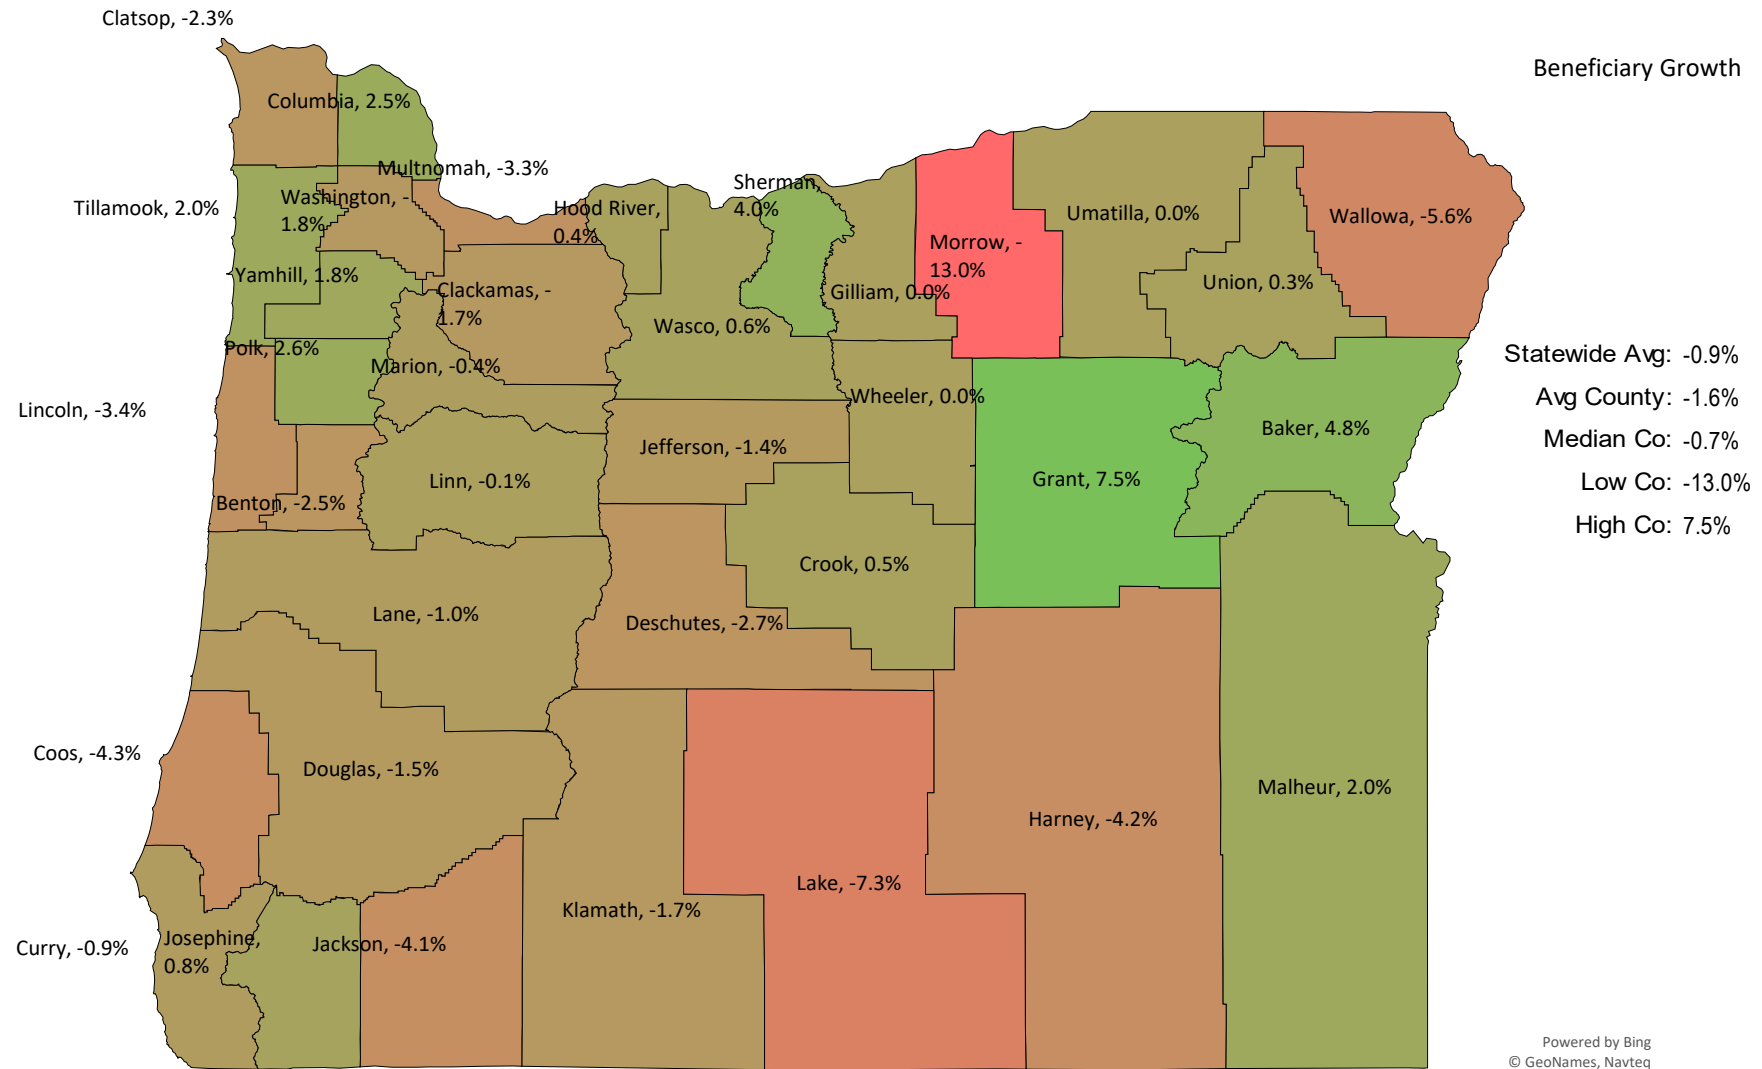 Clatsop, -2.3%
Beneficiary Growth
Columbia, 2.5%
Multnomah, -3.3%
Tillamook, 2.0%
Washington, -
1.8%
Hood River,
0.4%
Sherman,
4.0%
Umatilla, 0.0%
Wallowa, -5.6%
Morrow, -
13.0%
Yamhill, 1.8%
Clackamas, -
1.7%
Gilliam, 0.0%
Union, 0.3%
Wasco, 0.6%
Polk, 2.6%
Marion, -0.4%
Lincoln, -3.4%
Wheeler, 0.0%
Jefferson, -1.4%
Baker, 4.8%
Linn, -0.1%
Grant, 7.5%
Benton, -2.5%
Statewide Avg: -0.9%
Avg County: -1.6%
Median Co: -0.7%
Low Co: -13.0%
High Co: 7.5%
Crook, 0.5%
Lane, -1.0%
Deschutes, -2.7%
Coos, -4.3%
Douglas, -1.5%
Malheur, 2.0%
Harney, -4.2%
Lake, -7.3%
Klamath, -1.7%
Curry, -0.9%
Josephine,
0.8%
Jackson, -4.1%
Powered by Bing
© GeoNames, Navteq